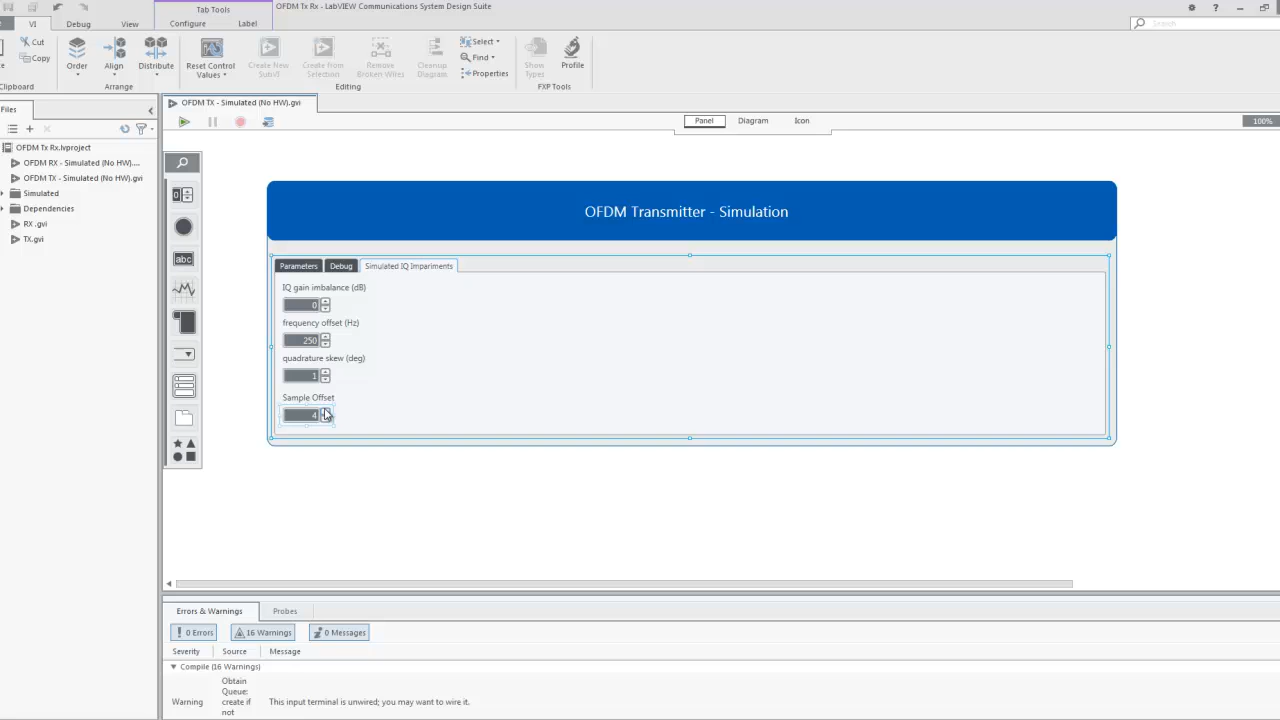 Tab Tools
OFDM Tx Rx - LabVIEW Communications System Design Suite
VI
Debug
View
Configure
Label
Search
Cut
Copy
Clipboard
Order
Align
Distribute
Arrange
Reset Control
Values
Create New
SubVI
Create from
Selection
Remove
Broken Wires
Cleanup
Diagram
Editing
Select
Find
Properties
Show
Types
Profile
FXP Tools
Files
OFDM TX - Simulated (No HW).gvi
Panel
Diagram
Icon
100%
OFDM Tx Rx.lvproject
OFDM RX - Simulated (No HW)....
OFDM TX - Simulated (No HW).gvi
Simulated
Dependencies
RX .gvi
TX.gvi
abc
OFDM Transmitter - Simulation
Parameters
Debug
Simulated IQ Impariments
IQ gain imbalance (dB)
0
frequency offset (Hz)
250
quadrature skew (deg)
1
Sample Offset
4
Errors & Warnings
Probes
0 Errors
16 Warnings
0 Messages
Severity
Source
Message
Compile (16 Warnings)
Warning
Obtain
Queue:
create if
not
This input terminal is unwired; you may want to wire it.